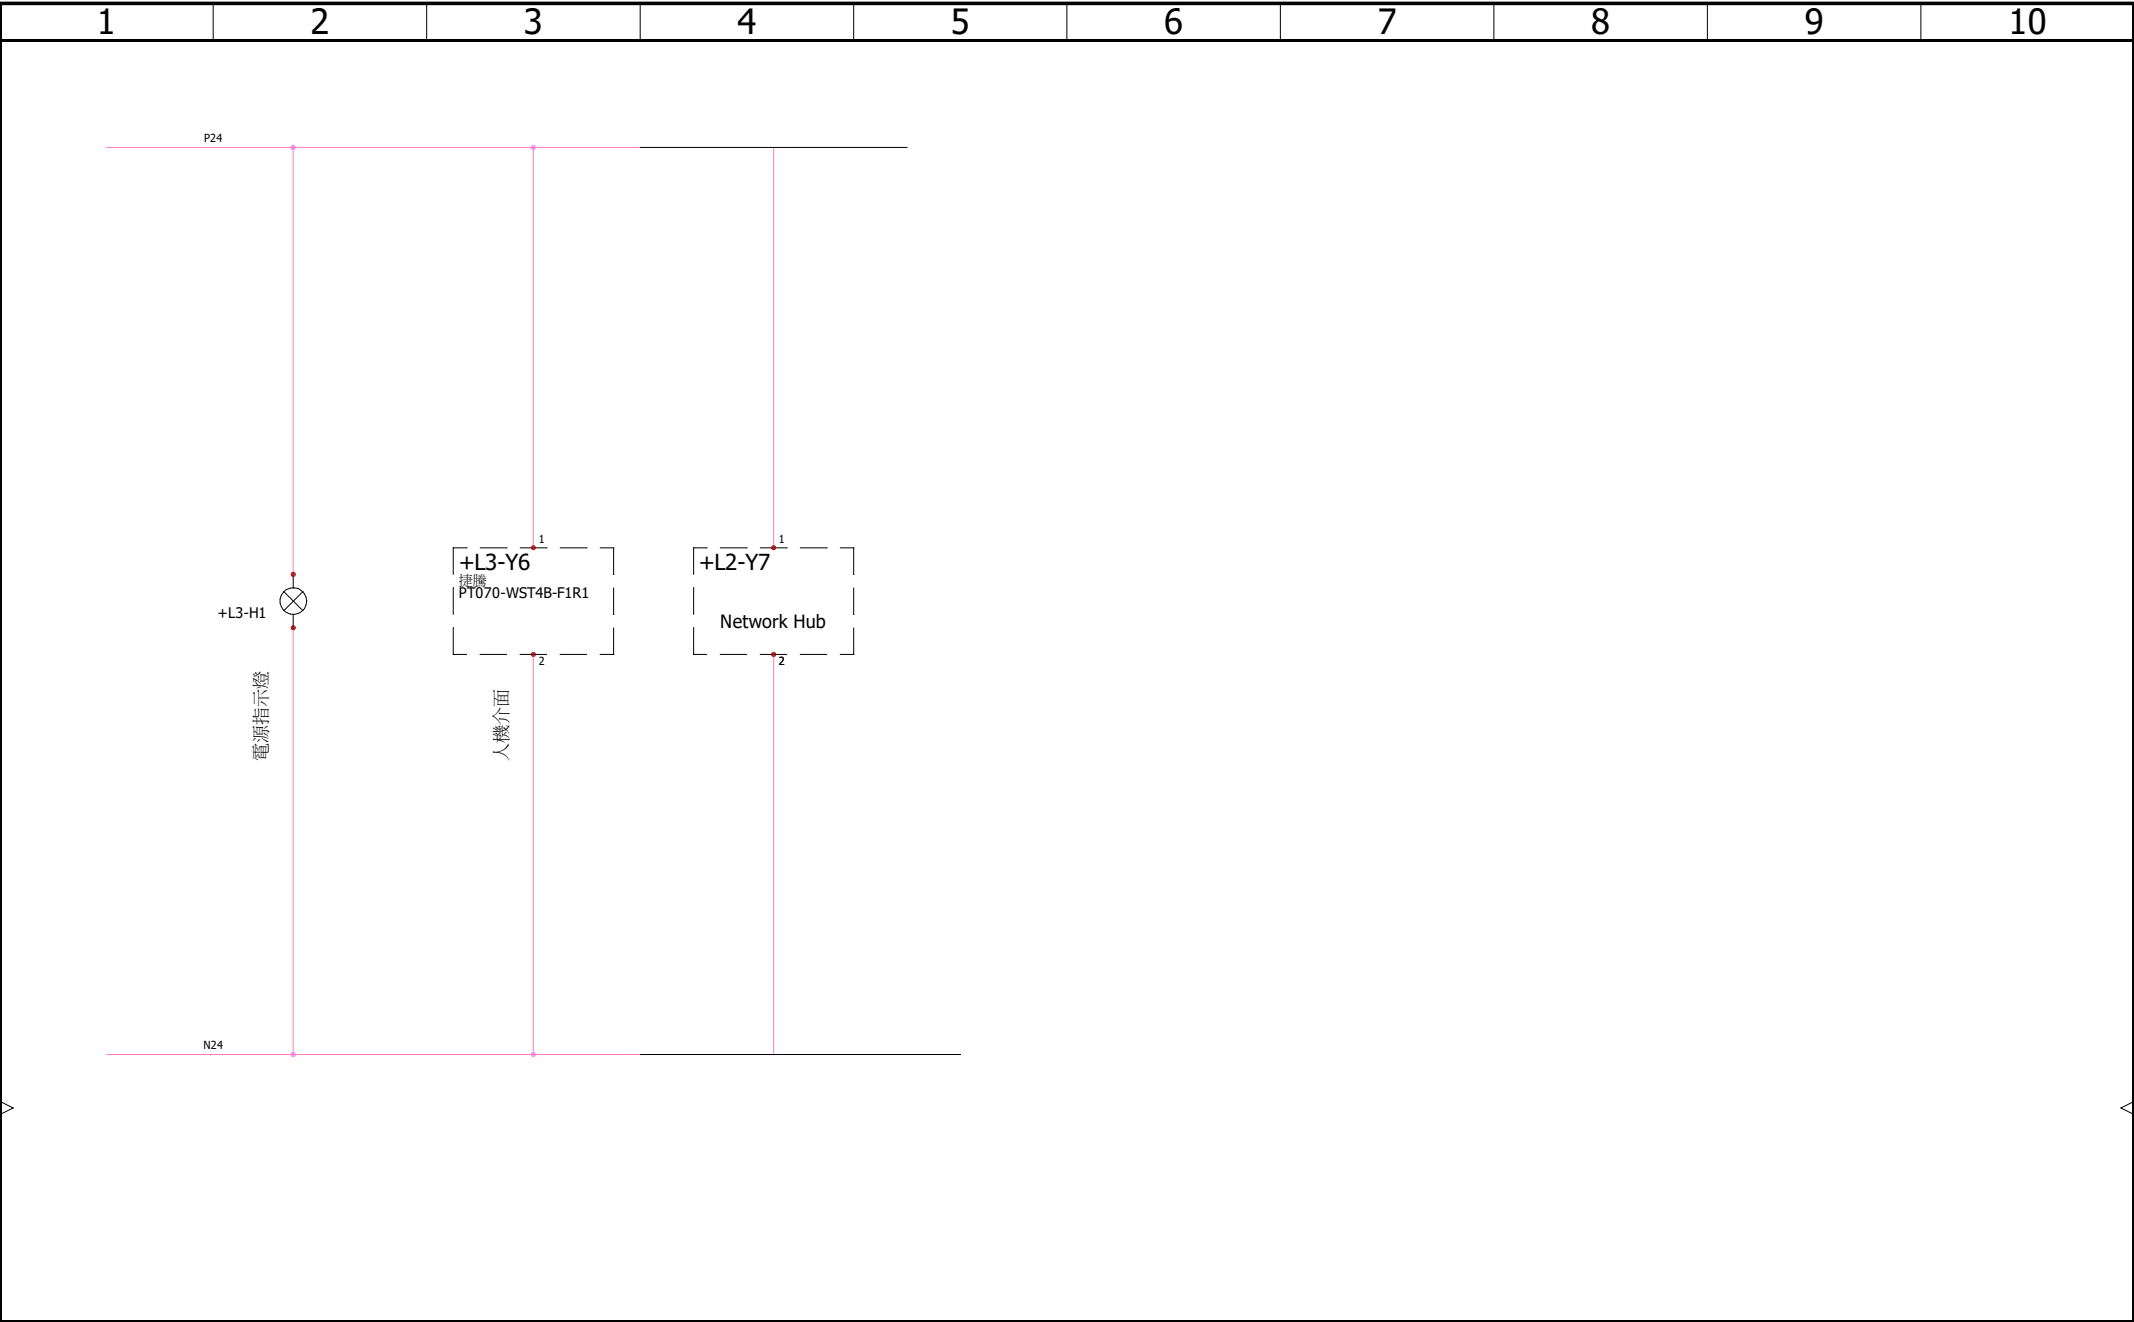 1 2 3 4 5 6 7 8 9 10
P24
1 1
+L3-Y6
捷騰
PT070-WST4B-F1R1
+L2-Y7
Network Hub
+L3-H1
2 2
電源指示燈
人機介面
N24